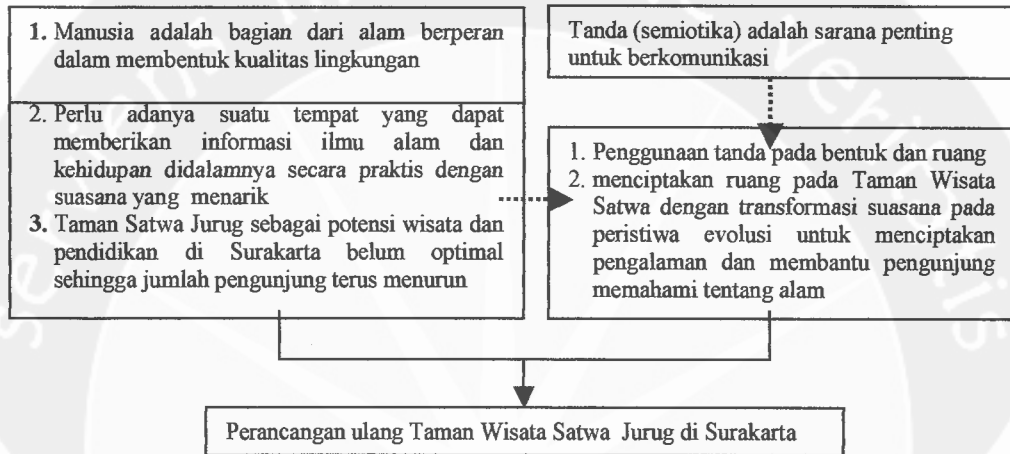 1. Manusia adalah bagian dari alam berperan
dalam membentuk kualitas lingkungan
2. Perlu adanya suatu tempat yang dapat
memberikan informasi ilmu alam dan
kehidupan didalamnya secara praktis dengan
suasana yang menarik
3. Taman Satwa Jurug sebagai potensi wisata dan
pendidikan di Surakarta belum optimal
sehingga jumlah pengunjung terus menurun
Tanda (semiotika) adalah sarana penting
untuk berkomunikasi
1. Penggunaan tanda pada bentuk dan ruang
2. menciptakan ruang pada Taman Wisata
Satwa dengan transformasi suasana pada
peristiwa evolusi untuk menciptakan
pengalaman dan membantu pengunjung
memahami tentang alam
Perancangan ulang Taman Wisata Satwa Jurug di Surakarta